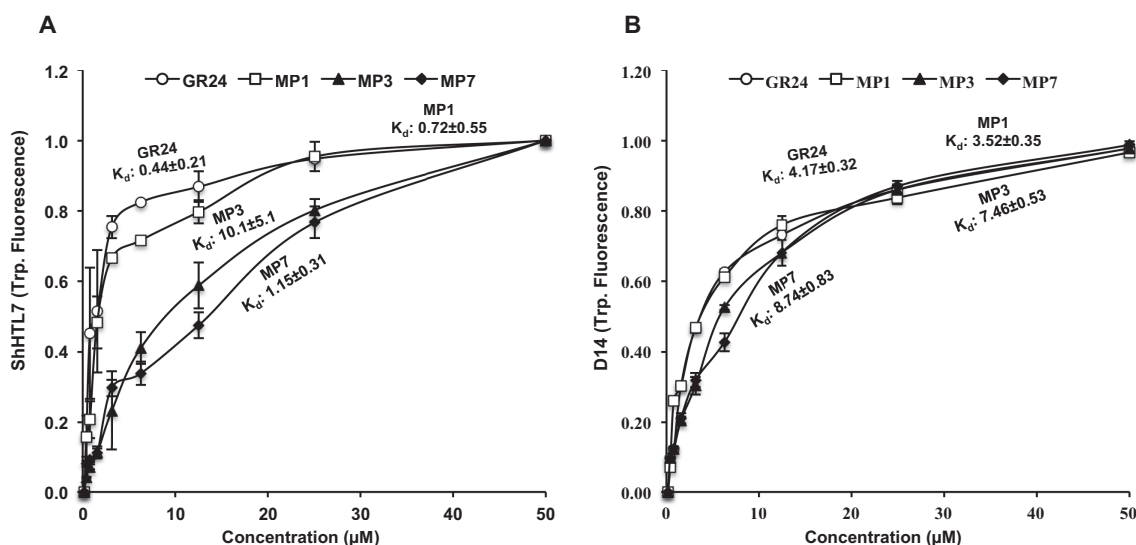 A
GR24 MP1 MP3 MP7
1.2
1.0
0.8
0.6
0.4
0.2
0.0
ShHTL7 (Trp. Fluorescence)
MP1
Kd: 0.72±0.55
GR24
Kd: 0.44±0.21
MP3
Kd: 10.1±5.1
MP7
Kd: 1.15±0.31
0 10 20 30 40 50
Concentration (µM)
B
GR24 MP1 MP3 MP7
1.20
1.00
0.80
0.60
0.40
0.20
0.00
D14 (Trp. Fluorescence)
MP1
Kd: 3.52±0.35
GR24
Kd: 4.17±0.32
MP3
Kd: 7.46±0.53
MP7
Kd: 8.74±0.83
0 10 20 30 40 50
Concentration (µM)